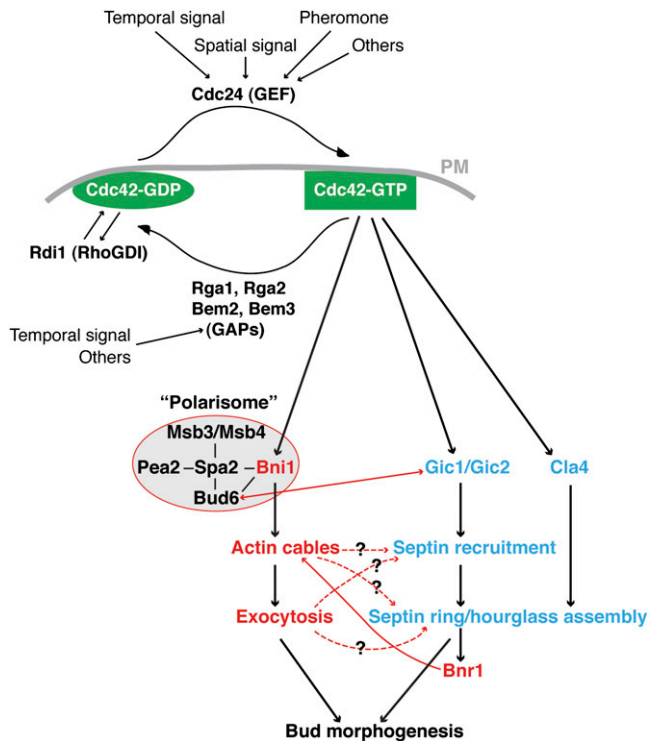 Temporal signal
Pheromone
Spatial signal
Others
Cdc24 (GEF)
PM
Cdc42-GDP
Cdc42-GTP
Rdi1 (RhoGDI)
Rga1, Rga2
Bem2, Bem3
(GAPs)
Temporal signal
Others
“Polarisome”
Msb3/Msb4
Pea2 – Spa2 – Bni1
Bud6
Gic1/Gic2
Cla4
Actin cables
?
Septin recruitment
?
?
Exocytosis
Septin ring/hourglass assembly
?
Bnr1
Bud morphogenesis